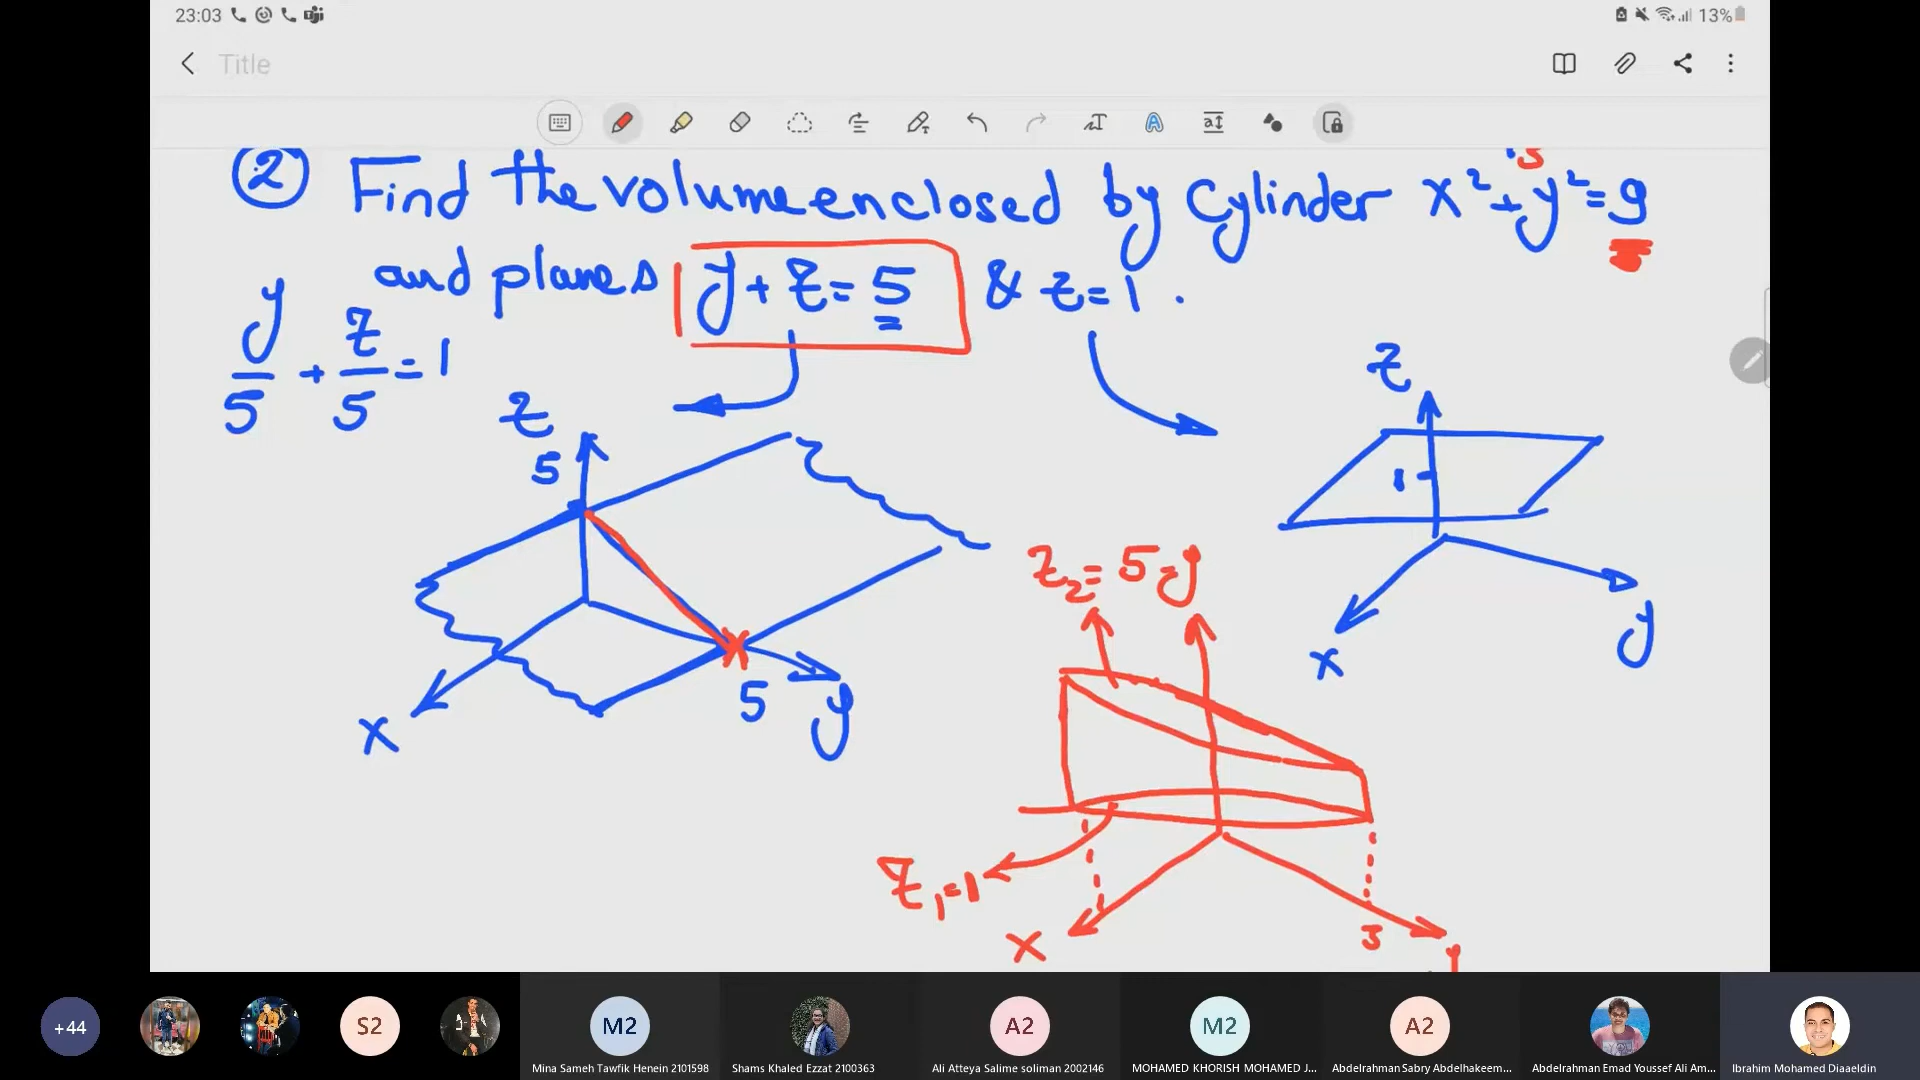 23:03
13%
Title
② Find the volume enclosed by cylinder x²+y²=9
3
and planes y+z=5 & z=1.
y/5 + z/5 = 1
z
5
x
5
y
z
1
x
y
z₂=5-y
z₁=1
x
3
y
+44
S2
M2
A2
M2
A2
Mina Sameh Tawfik Henein 2101598
Shams Khaled Ezzat 2100363
Ali Atteya Salime soliman 2002146
MOHAMED KHORISH MOHAMED J...
Abdelrahman Sabry Abdelhakeem...
Abdelrahman Emad Youssef Ali Am...
Ibrahim Mohamed Diaaeldin